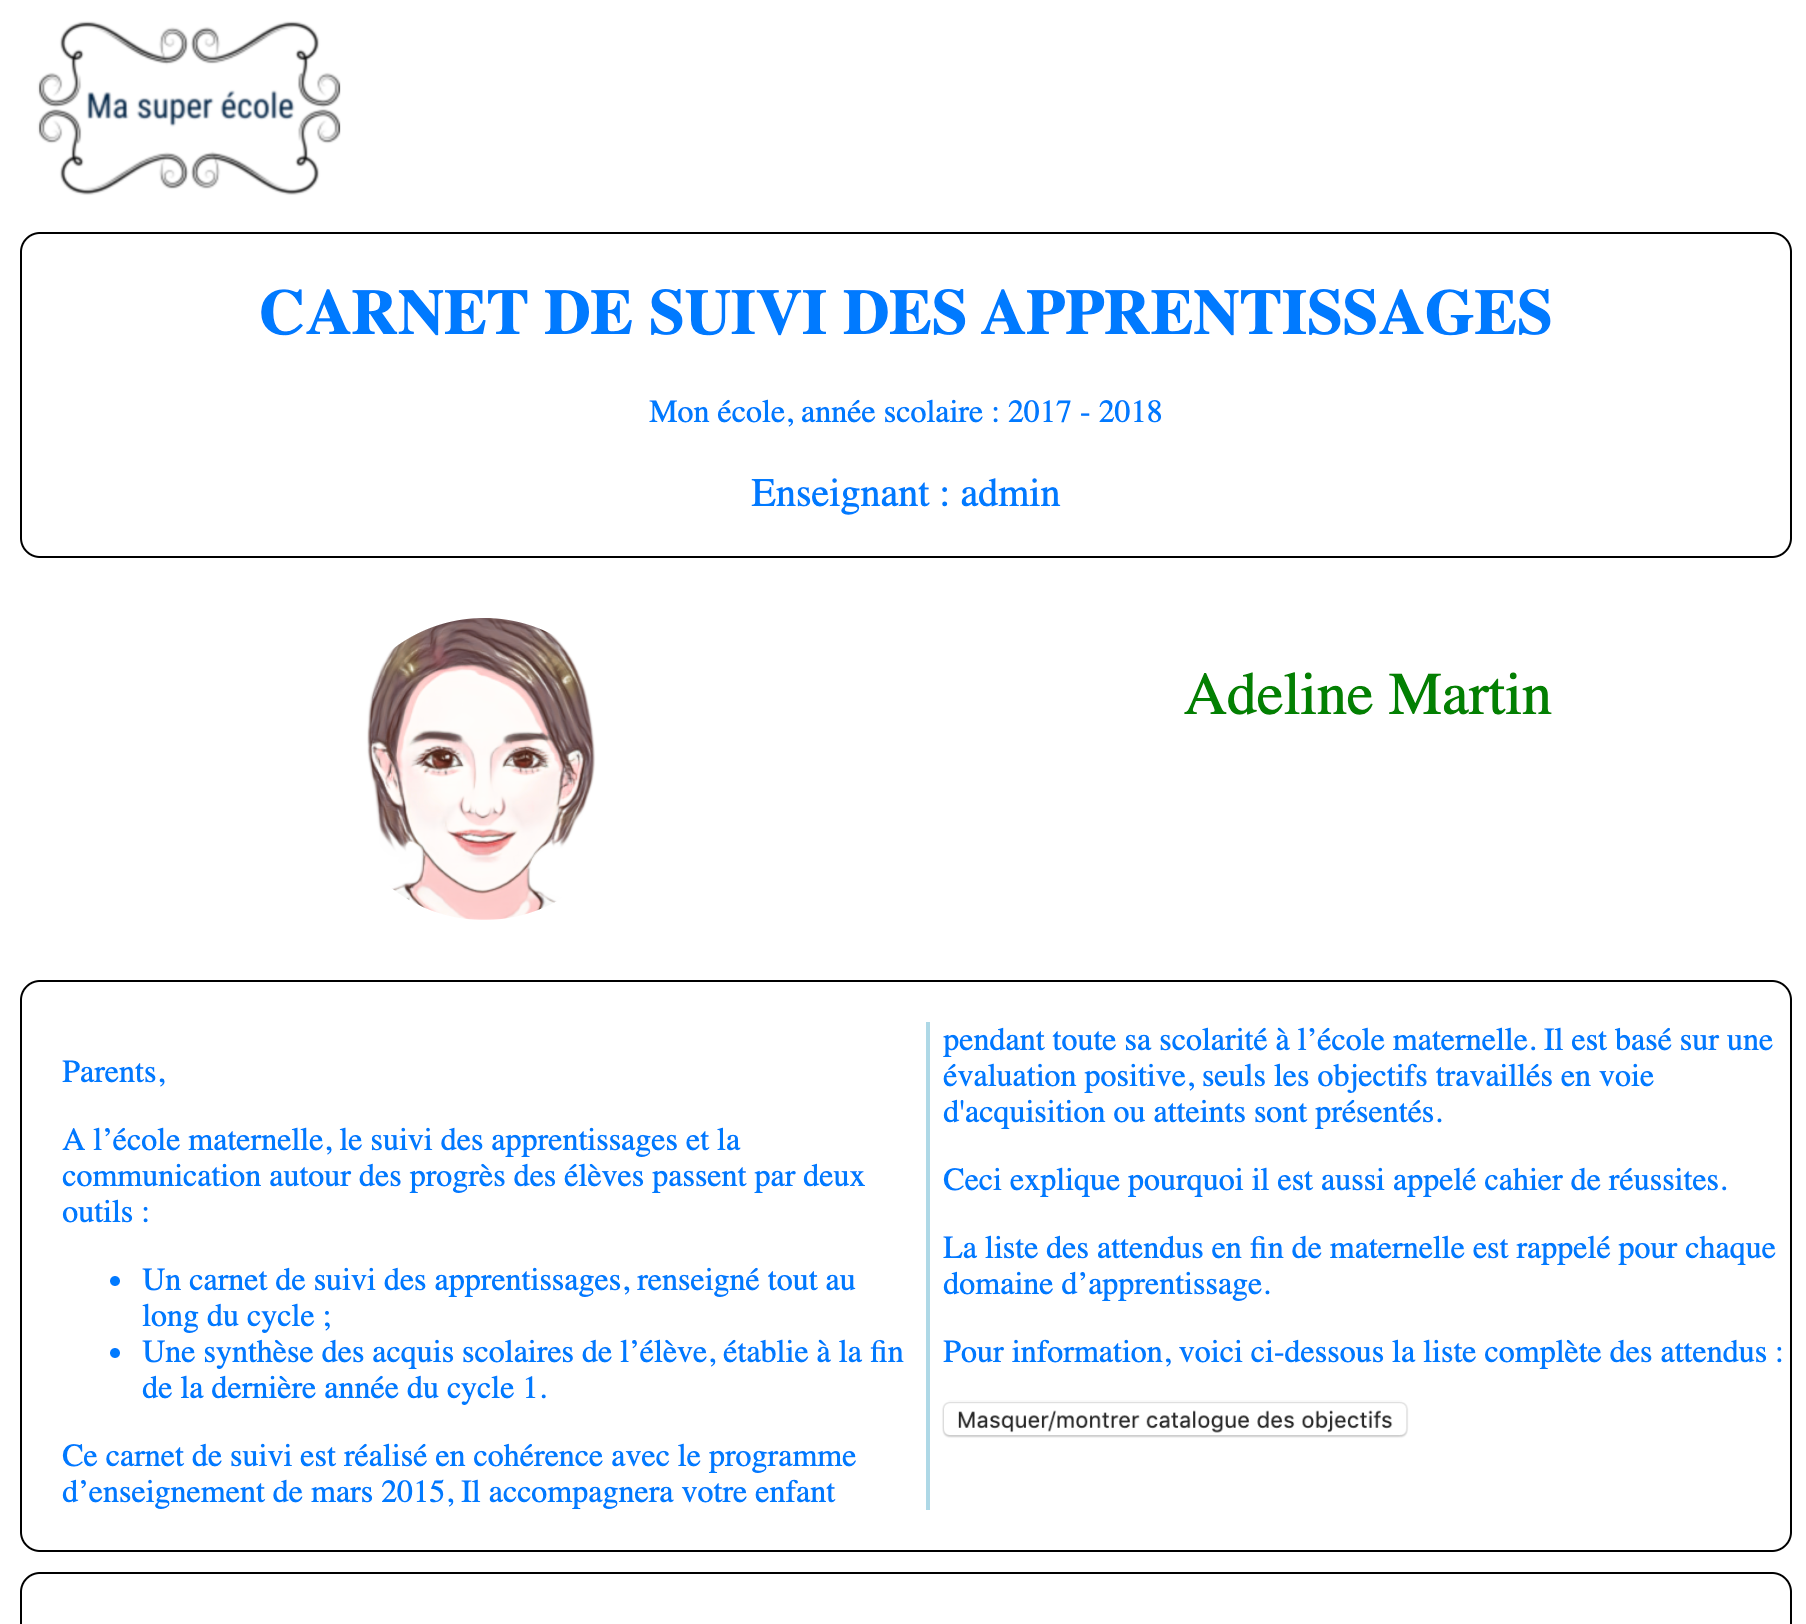 Ma super école
CARNET DE SUIVI DES APPRENTISSAGES
Mon école, année scolaire : 2017 - 2018
Enseignant : admin
Adeline Martin
Parents,
A l’école maternelle, le suivi des apprentissages et la
communication autour des progrès des élèves passent par deux
outils :
• Un carnet de suivi des apprentissages, renseigné tout au
long du cycle ;
• Une synthèse des acquis scolaires de l’élève, établie à la fin
de la dernière année du cycle 1.
Ce carnet de suivi est réalisé en cohérence avec le programme
d’enseignement de mars 2015, Il accompagnera votre enfant
pendant toute sa scolarité à l’école maternelle. Il est basé sur une
évaluation positive, seuls les objectifs travaillés en voie
d'acquisition ou atteints sont présentés.
Ceci explique pourquoi il est aussi appelé cahier de réussites.
La liste des attendus en fin de maternelle est rappelé pour chaque
domaine d’apprentissage.
Pour information, voici ci-dessous la liste complète des attendus :
Masquer/montrer catalogue des objectifs